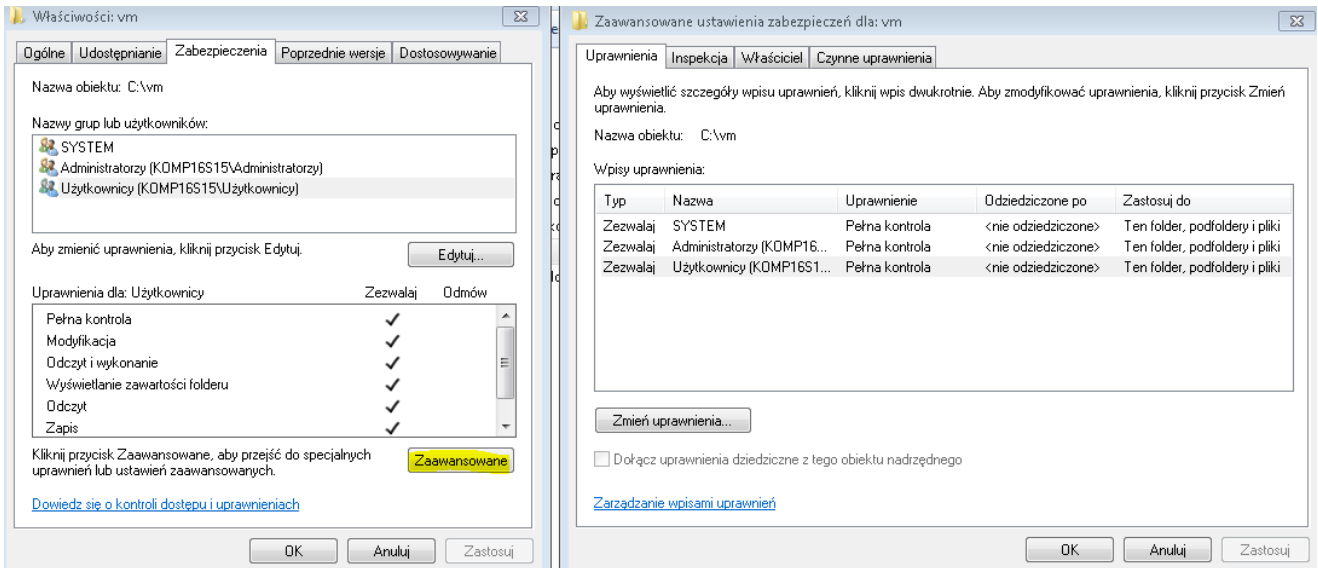 Właściwości: vm
Ogólne Udostępnianie Zabezpieczenia Poprzednie wersje Dostosowywanie
Nazwa obiektu: C:\vm
Nazwy grup lub użytkowników:
SYSTEM
Administratorzy (KOMP16S15\Administratorzy)
Użytkownicy (KOMP16S15\Użytkownicy)
Aby zmienić uprawnienia, kliknij przycisk Edytuj.
Edytuj...
Uprawnienia dla: Użytkownicy Zezwalaj Odmów
Pełna kontrola
Modyfikacja
Odczyt i wykonanie
Wyświetlanie zawartości folderu
Odczyt
Zapis
Kliknij przycisk Zaawansowane, aby przejść do specjalnych
uprawnień lub ustawień zaawansowanych.
Zaawansowane
Dowiedz się o kontroli dostępu i uprawnieniach
OK Anuluj Zastosuj
Zaawansowane ustawienia zabezpieczeń dla: vm
Uprawnienia Inspekcja Właściciel Czynne uprawnienia
Aby wyświetlić szczegóły wpisu uprawnień, kliknij wpis dwukrotnie. Aby zmodyfikować uprawnienia, kliknij przycisk Zmień
uprawnienia.
Nazwa obiektu: C:\vm
Wpisy uprawnienia:
Typ Nazwa Uprawnienie Odziedziczone po Zastosuj do
Zezwalaj SYSTEM Pełna kontrola <nie odziedziczone> Ten folder, podfoldery i pliki
Zezwalaj Administratorzy (KOMP16... Pełna kontrola <nie odziedziczone> Ten folder, podfoldery i pliki
Zezwalaj Użytkownicy (KOMP16S1... Pełna kontrola <nie odziedziczone> Ten folder, podfoldery i pliki
Zmień uprawnienia...
Dołącz uprawnienia dziedziczne z tego obiektu nadrzędnego
Zarządzanie wpisami uprawnień
OK Anuluj Zastosuj